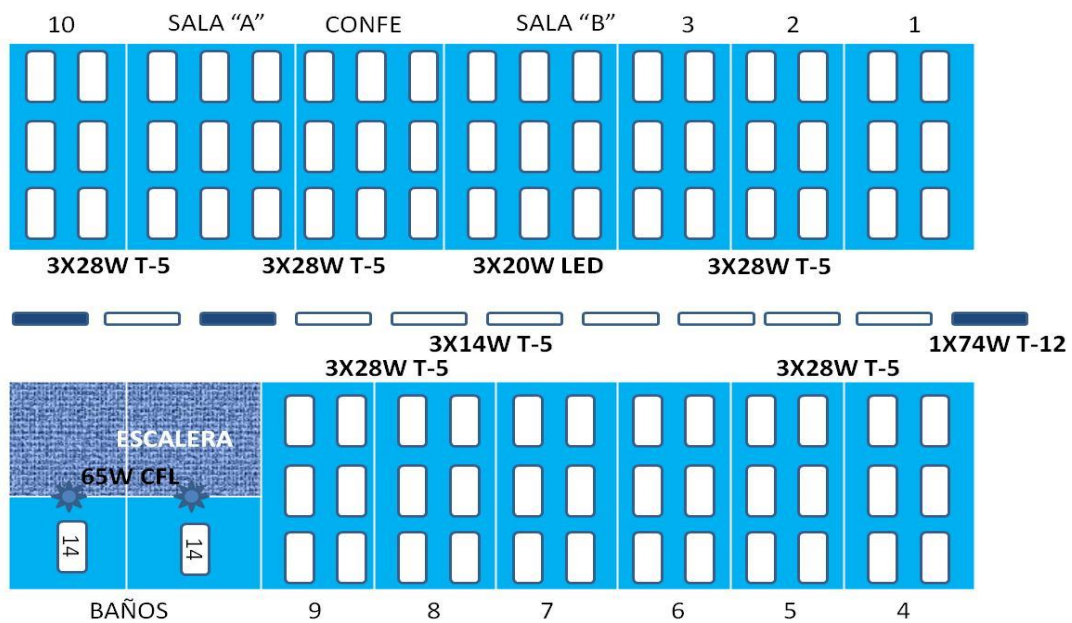 10 SALA “A” CONFE SALA “B” 3 2 1
3X28W T-5 3X28W T-5 3X20W LED 3X28W T-5
3X14W T-5 1X74W T-12
3X28W T-5 3X28W T-5
ESCALERA
65W CFL
14 14
BAÑOS 9 8 7 6 5 4